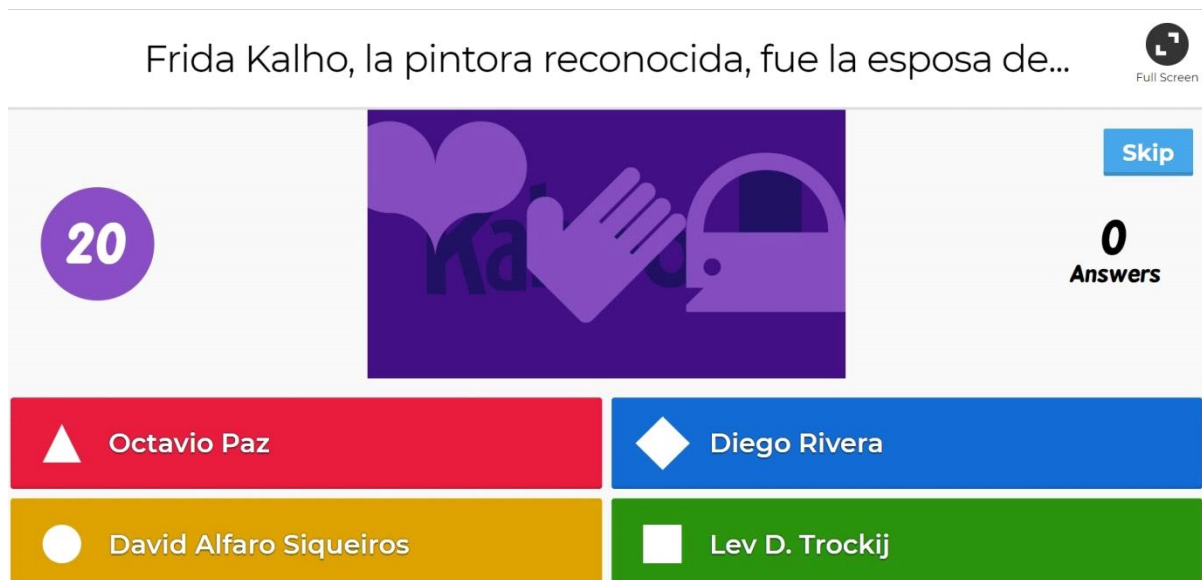 Frida Kalho, la pintora reconocida, fue la esposa de...
Full Screen
Skip
20
0
Answers
Octavio Paz
Diego Rivera
David Alfaro Siqueiros
Lev D. Trockij